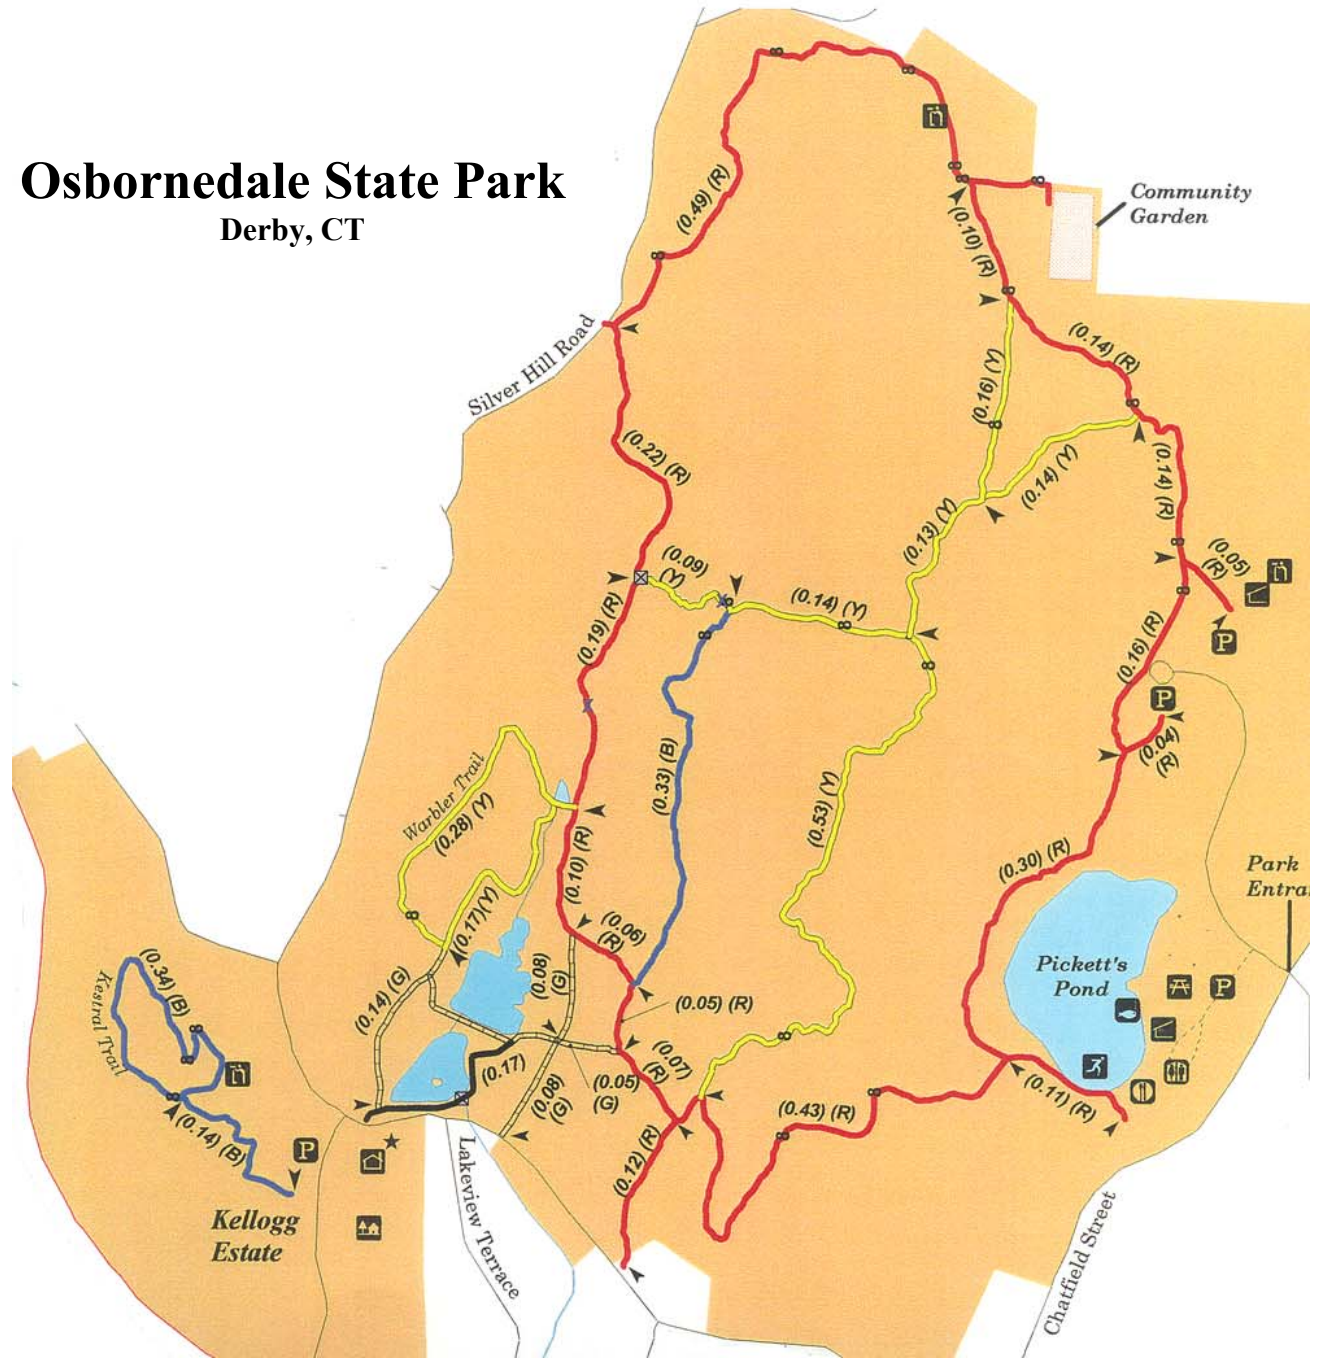 Osbornedale State Park
Derby, CT
Community
Garden
(0.49) (R)
(0.10) (R)
Silver Hill Road
(0.14) (R)
(0.16) (Y)
(0.22) (R)
(0.14) (Y)
(0.14) (R)
(0.13) (Y)
(0.09)
(Y)
(0.05)
(R)
(0.14) (Y)
(0.19) (R)
(0.16) (R)
P
P
(0.04)
(R)
(0.33) (B)
Warbler Trail
(0.28) (Y)
(0.53) (Y)
(0.10) (R)
(0.30) (R)
Park
Entra
(0.17)(Y)
(0.06)
(R)
(0.08)
(G)
(0.34) (B)
Kestral Trail
(0.14) (G)
Pickett's
Pond
P
(0.05) (R)
(0.07)
(R)
(0.17)
(0.05)
(G)
(0.08)
(G)
(0.11) (R)
(0.43) (R)
(0.14) (B)
P
(0.12) (R)
Kellogg
Estate
Lakeview Terrace
Chatfield Street